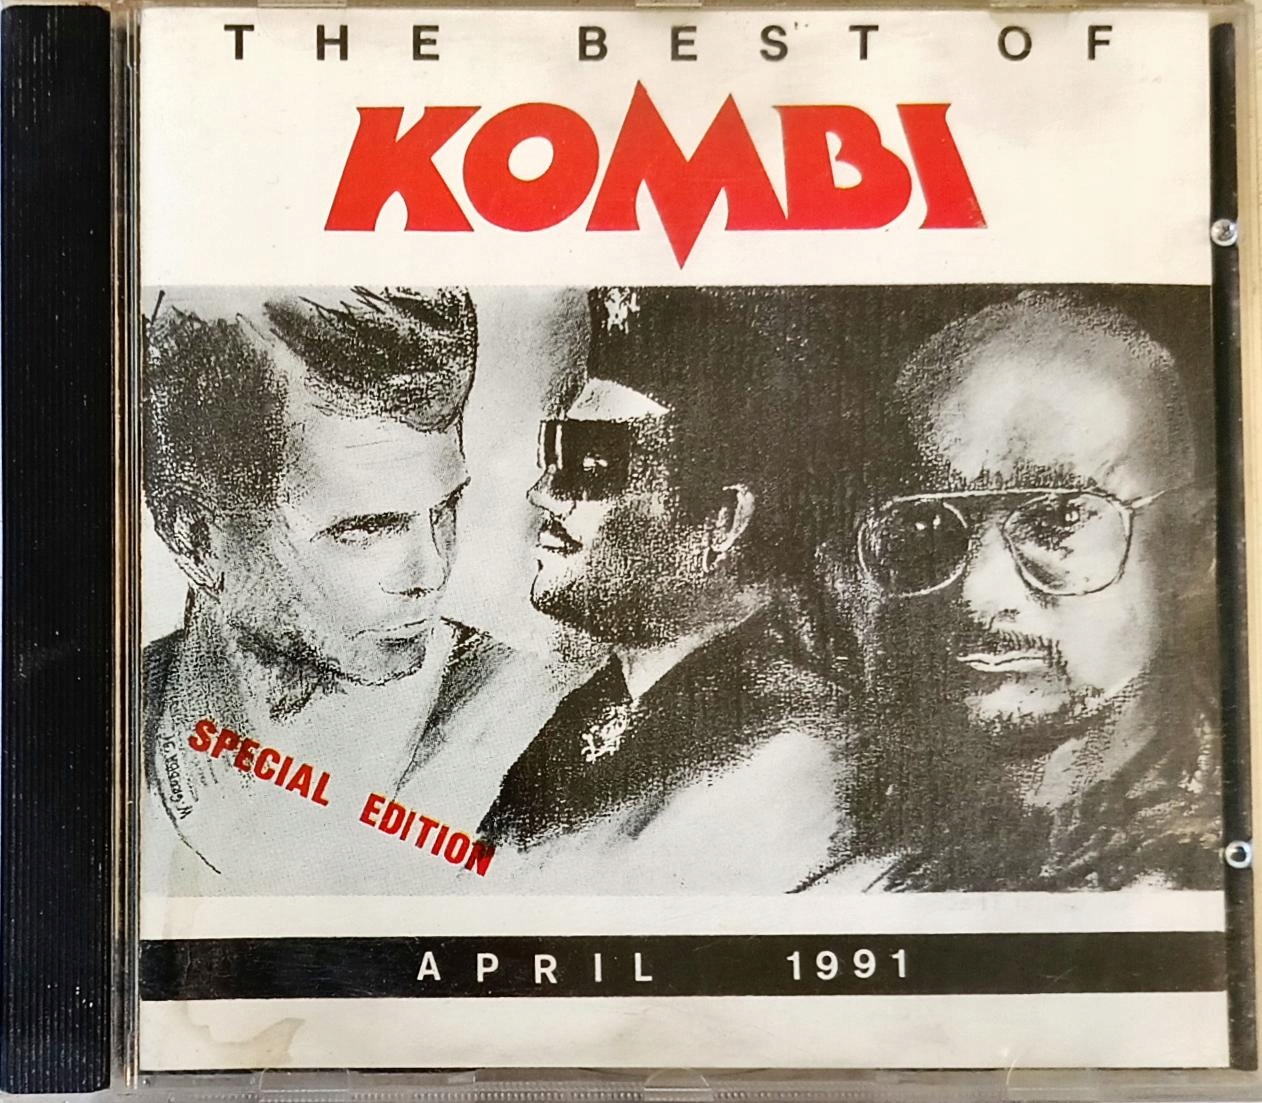 THE BEST OF
KOMBI
SPECIAL EDITION
APRIL 1991